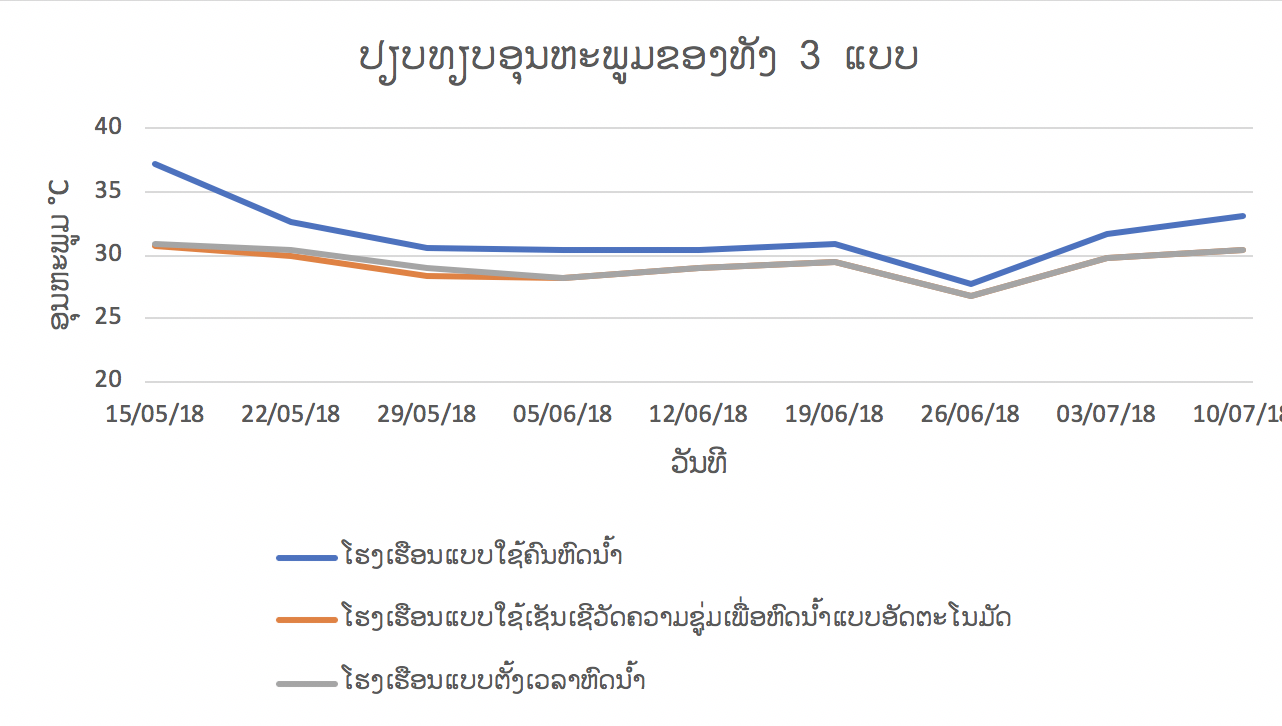 ປຽບທຽບອຸນຫະພູມຂອງທັງ 3 ແບບ
ອຸນຫະພູມ °C
40
35
30
25
20
15/05/18 22/05/18 29/05/18 05/06/18 12/06/18 19/06/18 26/06/18 03/07/18 10/07/18
ວັນທີ
ໂຮງເຮືອນແບບໃຊ້ຄົນຫົດນ້ຳ
ໂຮງເຮືອນແບບໃຊ້ເຊັນເຊີວັດຄວາມຊູ່ມເພື່ອຫົດນ້ຳແບບອັດຕະໂນມັດ
ໂຮງເຮືອນແບບຕັ້ງເວລາຫົດນ້ຳ